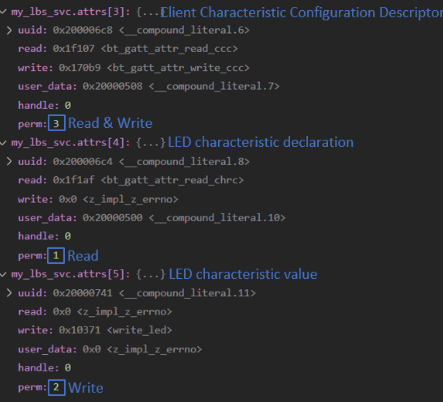 my_lbs_svc.attrs[3]: {...} Client Characteristic Configuration Descriptor
uuid: 0x200006c8 <__compound_literal.6>
read: 0x1f107 <bt_gatt_attr_read_ccc>
write: 0x170b9 <bt_gatt_attr_write_ccc>
user_data: 0x20000508 <__compound_literal.7>
handle: 0
perm: 3 Read & Write
my_lbs_svc.attrs[4]: {...} LED characteristic declaration
uuid: 0x200006c4 <__compound_literal.8>
read: 0x1f1af <bt_gatt_attr_read_chrc>
write: 0x0 <z_impl_z_errno>
user_data: 0x20000500 <__compound_literal.10>
handle: 0
perm: 1 Read
my_lbs_svc.attrs[5]: {...} LED characteristic value
uuid: 0x20000741 <__compound_literal.11>
read: 0x0 <z_impl_z_errno>
write: 0x10371 <write_led>
user_data: 0x0 <z_impl_z_errno>
handle: 0
perm: 2 Write